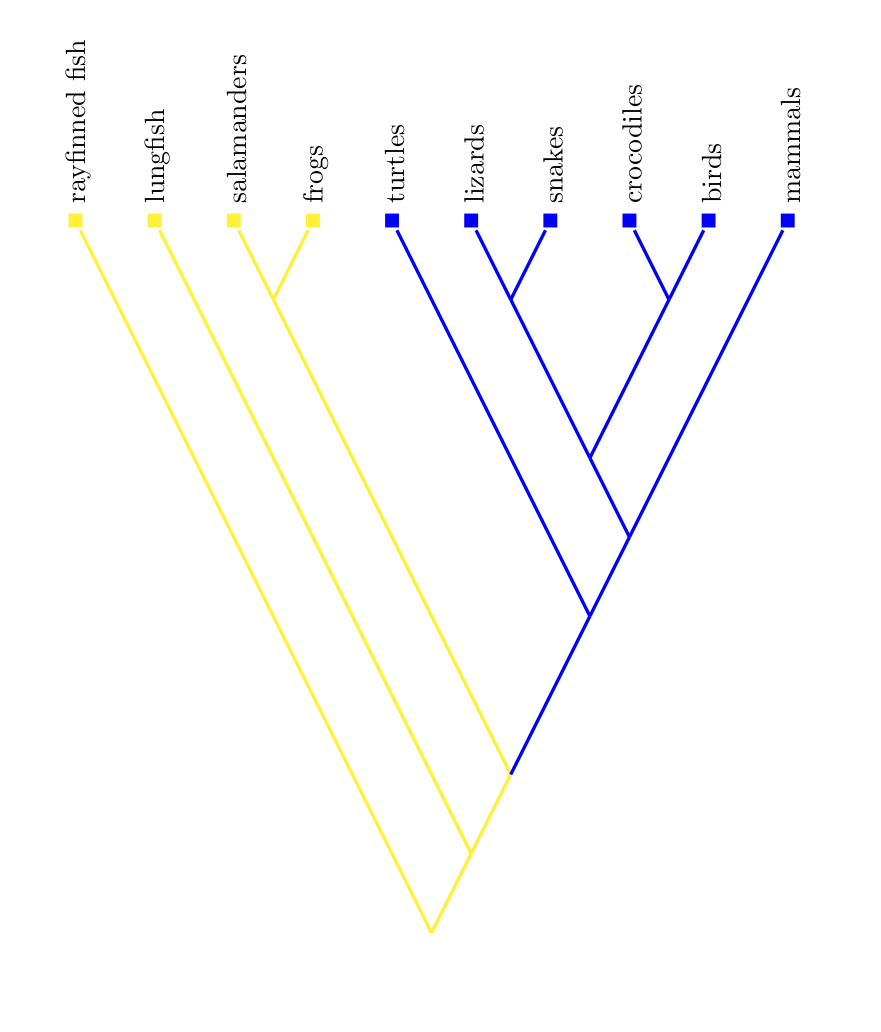 rayfinned fish
lungfish
salamanders
frogs
turtles
lizards
snakes
crocodiles
birds
mammals